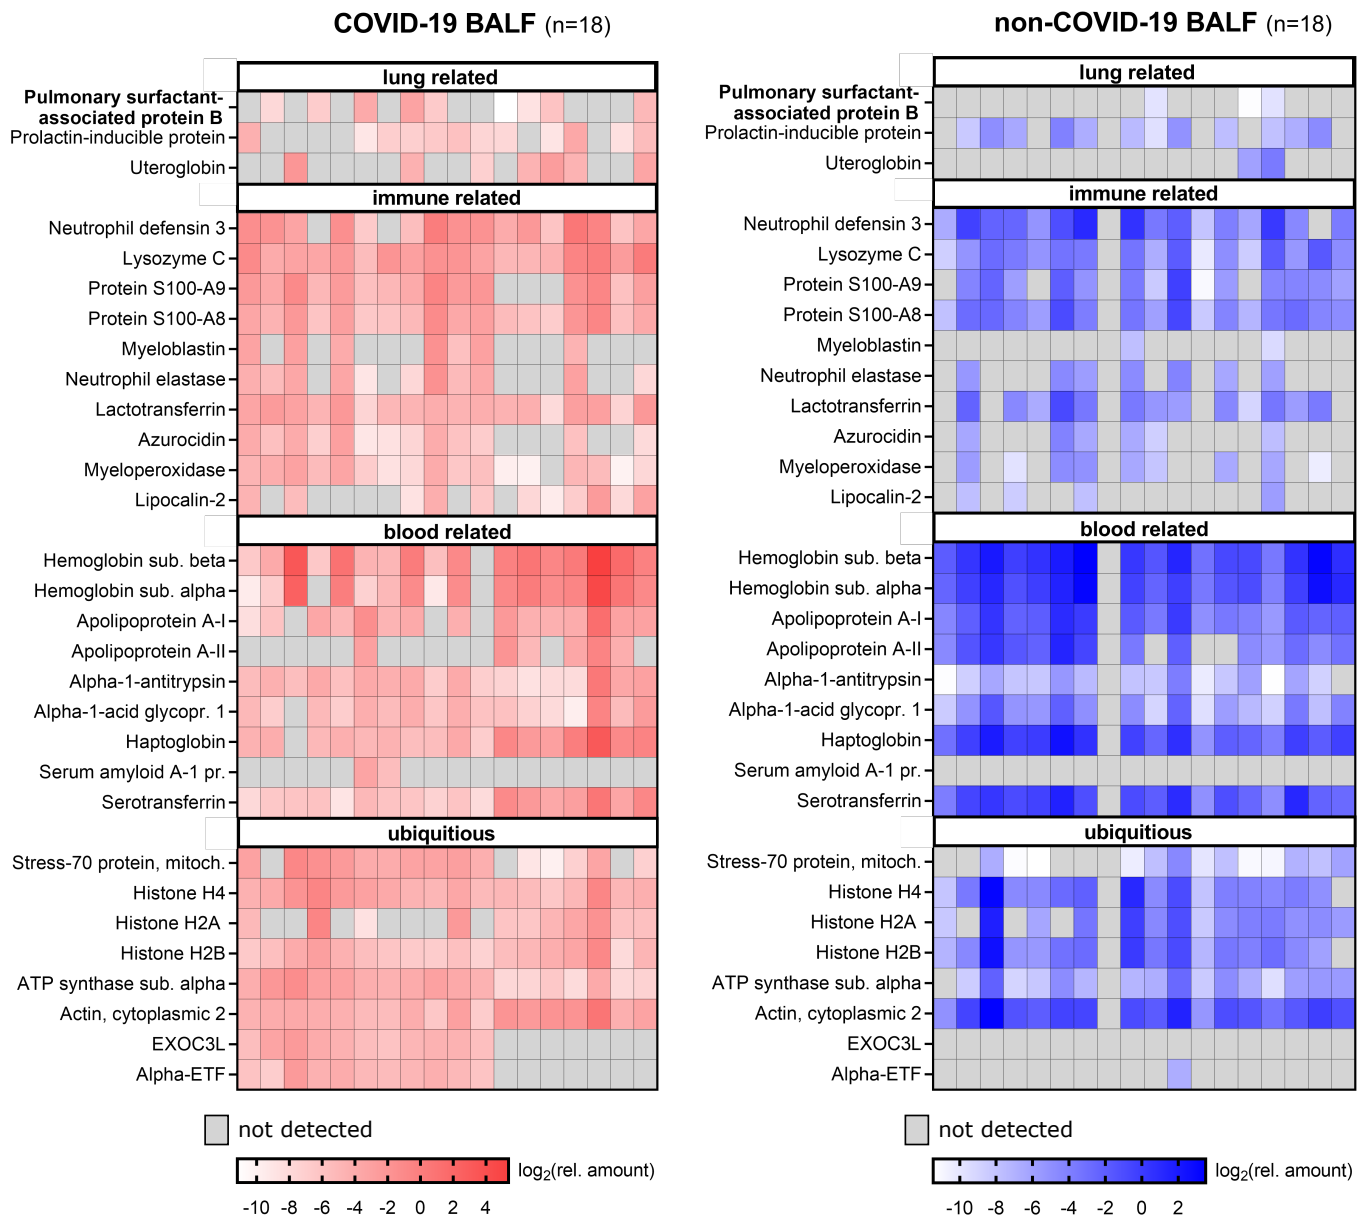 COVID-19 BALF (n=18)
lung related
Pulmonary surfactant-
associated protein B
Prolactin-inducible protein
Uteroglobin
immune related
Neutrophil defensin 3
Lysozyme C
Protein S100-A9
Protein S100-A8
Myeloblastin
Neutrophil elastase
Lactotransferrin
Azurocidin
Myeloperoxidase
Lipocalin-2
blood related
Hemoglobin sub. beta
Hemoglobin sub. alpha
Apolipoprotein A-I
Apolipoprotein A-II
Alpha-1-antitrypsin
Alpha-1-acid glycopr. 1
Haptoglobin
Serum amyloid A-1 pr.
Serotransferrin
ubiquitious
Stress-70 protein, mitoch.
Histone H4
Histone H2A
Histone H2B
ATP synthase sub. alpha
Actin, cytoplasmic 2
EXOC3L
Alpha-ETF
not detected
log2(rel. amount)
-10 -8 -6 -4 -2 0 2 4
non-COVID-19 BALF (n=18)
lung related
Pulmonary surfactant-
associated protein B
Prolactin-inducible protein
Uteroglobin
immune related
Neutrophil defensin 3
Lysozyme C
Protein S100-A9
Protein S100-A8
Myeloblastin
Neutrophil elastase
Lactotransferrin
Azurocidin
Myeloperoxidase
Lipocalin-2
blood related
Hemoglobin sub. beta
Hemoglobin sub. alpha
Apolipoprotein A-I
Apolipoprotein A-II
Alpha-1-antitrypsin
Alpha-1-acid glycopr. 1
Haptoglobin
Serum amyloid A-1 pr.
Serotransferrin
ubiquitious
Stress-70 protein, mitoch.
Histone H4
Histone H2A
Histone H2B
ATP synthase sub. alpha
Actin, cytoplasmic 2
EXOC3L
Alpha-ETF
not detected
log2(rel. amount)
-10 -8 -6 -4 -2 0 2